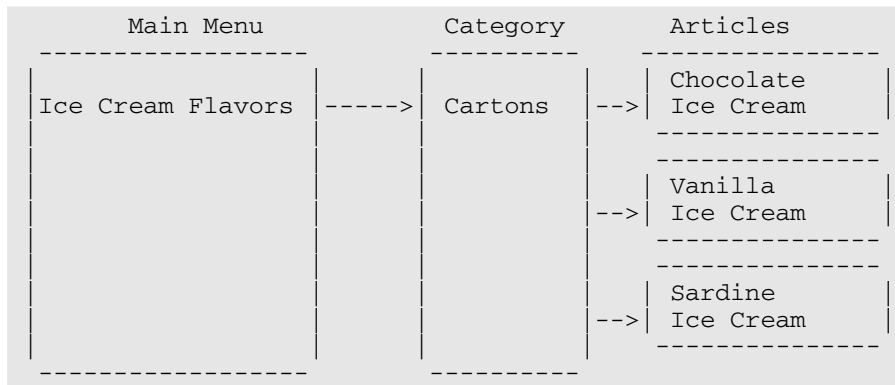 Main Menu Category Articles
Chocolate
Ice Cream Flavors -----> Cartons --> Ice Cream
Vanilla
--> Ice Cream
Sardine
--> Ice Cream